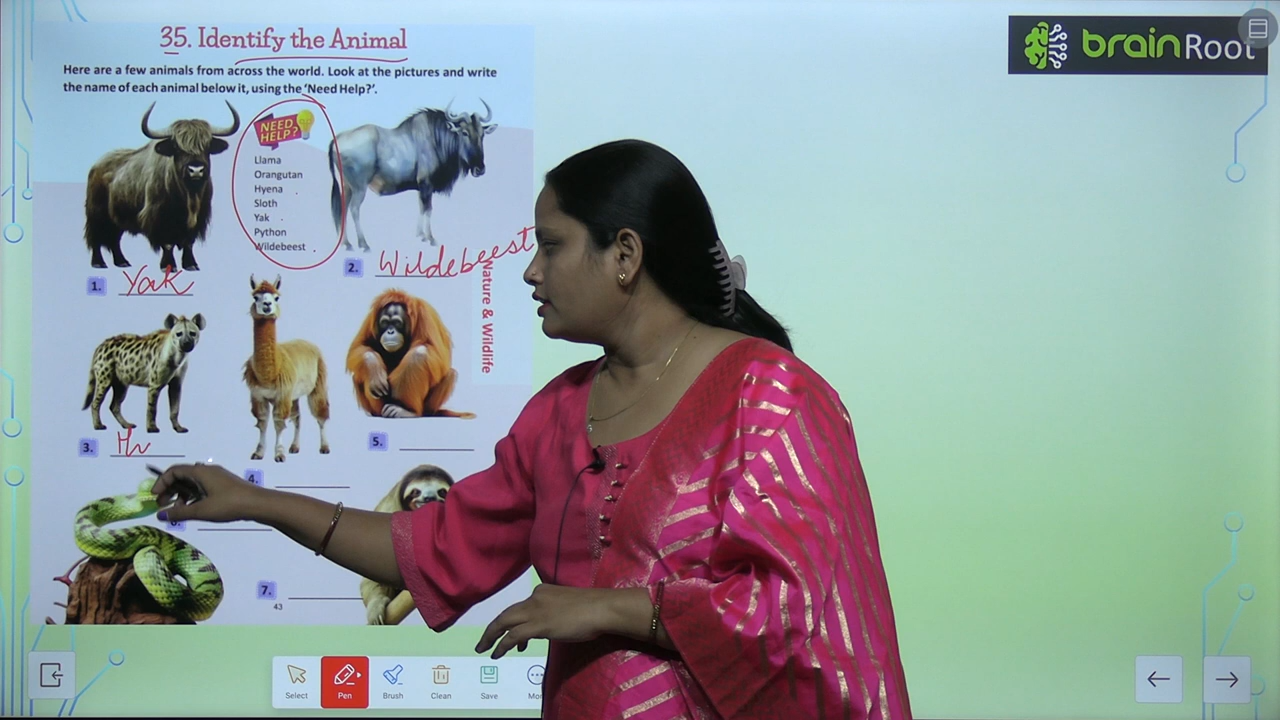 35. Identify the Animal
brainRoot
Here are a few animals from across the world. Look at the pictures and write
the name of each animal below it, using the 'Need Help?'.
NEED
HELP?
Llama
Orangutan
Hyena
Sloth
Yak
Python
Wildebeest
1. Yak
2. Wildebeest
Nature & Wildlife
3. Hy
4.
5.
6.
7.
43
Select
Pen
Brush
Clean
Save